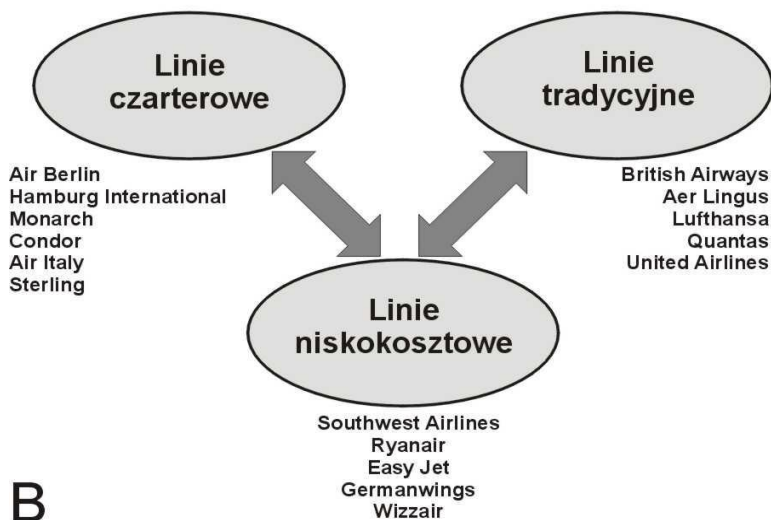 Linie
czarterowe
Linie
tradycyjne
Air Berlin
Hamburg International
Monarch
Condor
Air Italy
Sterling
British Airways
Aer Lingus
Lufthansa
Quantas
United Airlines
Linie
niskokosztowe
Southwest Airlines
Ryanair
Easy Jet
Germanwings
Wizzair
B